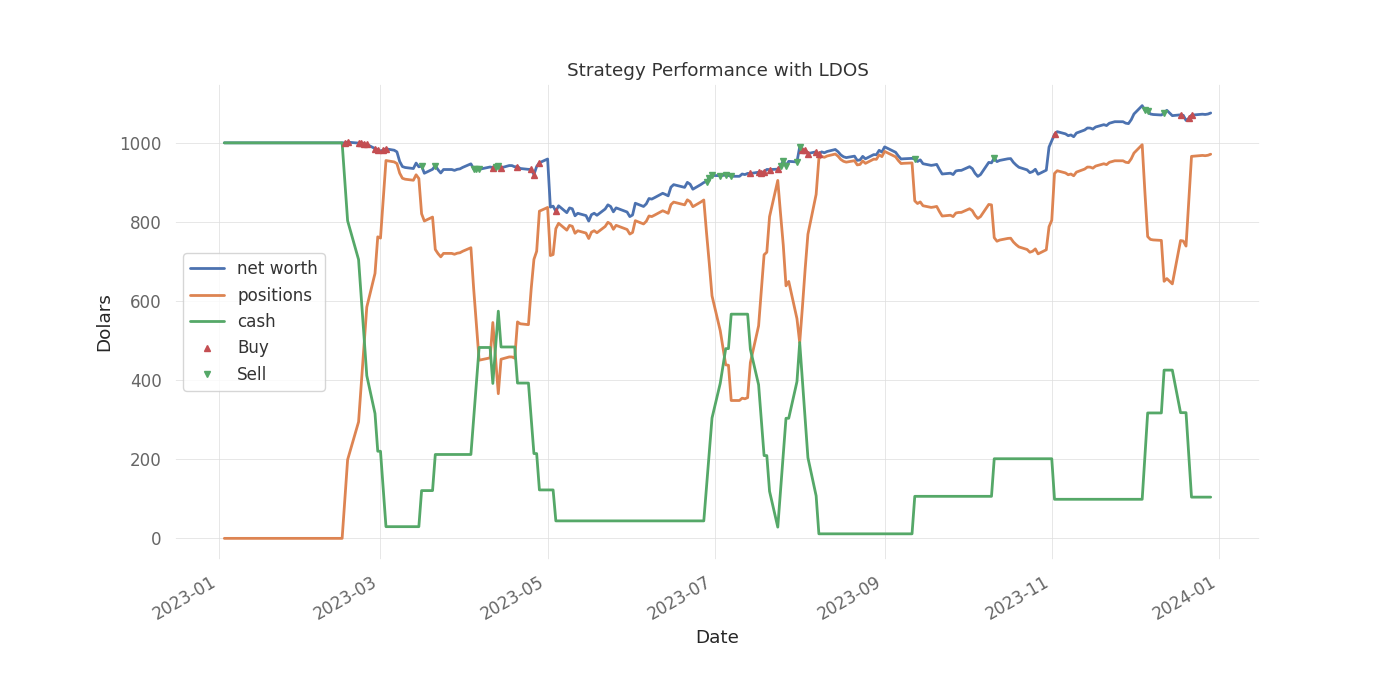 Strategy Performance with LDOS
Dolars
1000
800
600
400
200
0
net worth
positions
cash
Buy
Sell
2023-01
2023-03
2023-05
2023-07
2023-09
2023-11
2024-01
Date